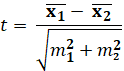 t = (x̅₁ − x̅₂) / √(m₁² + m₂²)